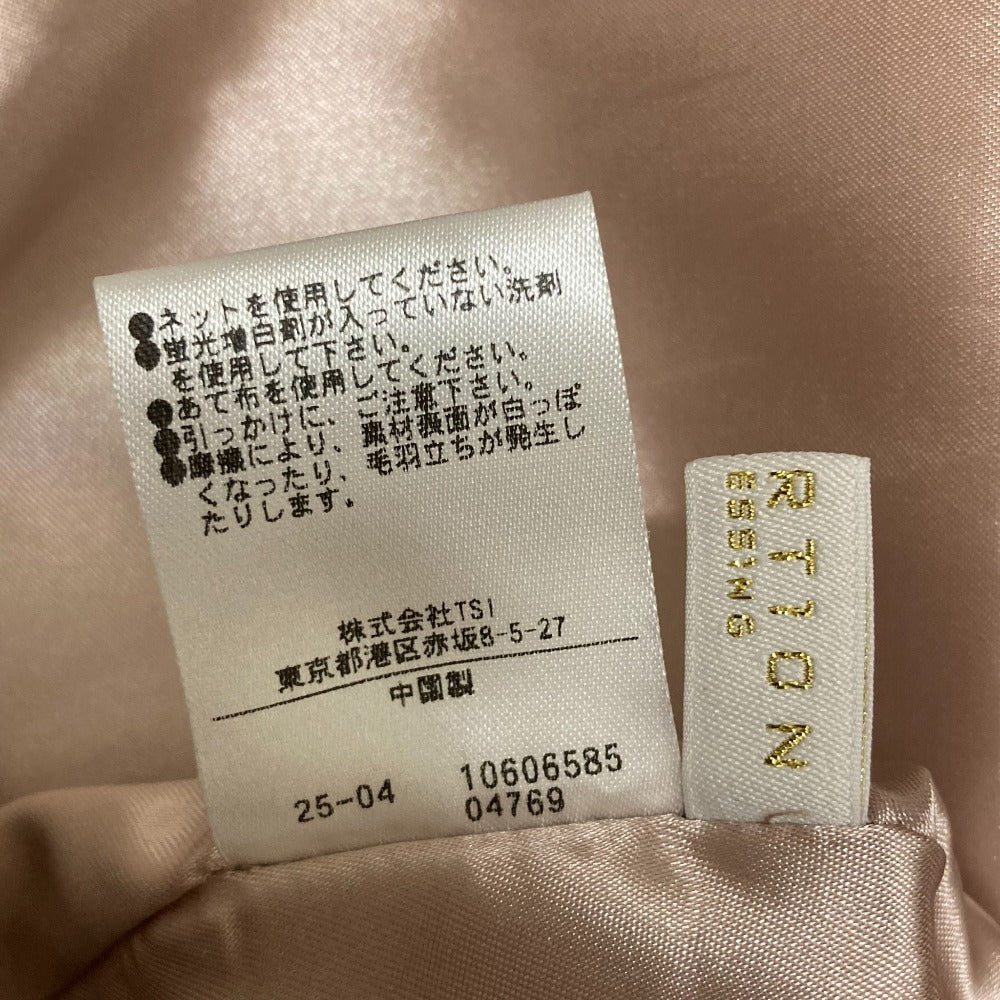 ●ネットを使用してください。
●蛍光増白剤が入っていない洗剤
を使用して下さい。
●あて布を使用してください。
●引っかけに、ご注意下さい。
●摩擦により、素材表面が白っぽ
くなったり、毛羽立ちが発生し
たりします。
株式会社TSI
東京都港区赤坂8-5-27
中国製
25-04 10606585
04769
RTION
ESSING